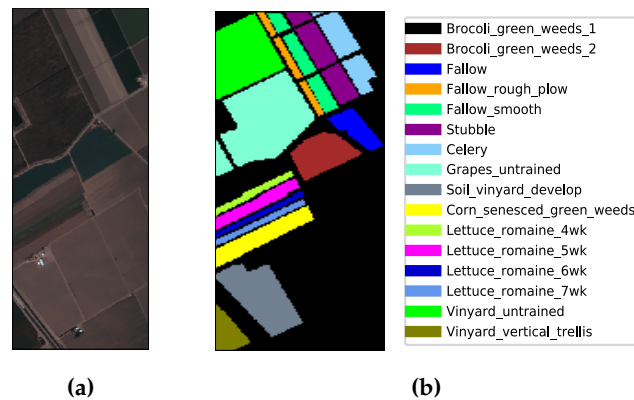 Brocoli_green_weeds_1
Brocoli_green_weeds_2
Fallow
Fallow_rough_plow
Fallow_smooth
Stubble
Celery
Grapes_untrained
Soil_vinyard_develop
Corn_senesced_green_weeds
Lettuce_romaine_4wk
Lettuce_romaine_5wk
Lettuce_romaine_6wk
Lettuce_romaine_7wk
Vinyard_untrained
Vinyard_vertical_trellis
(a)
(b)